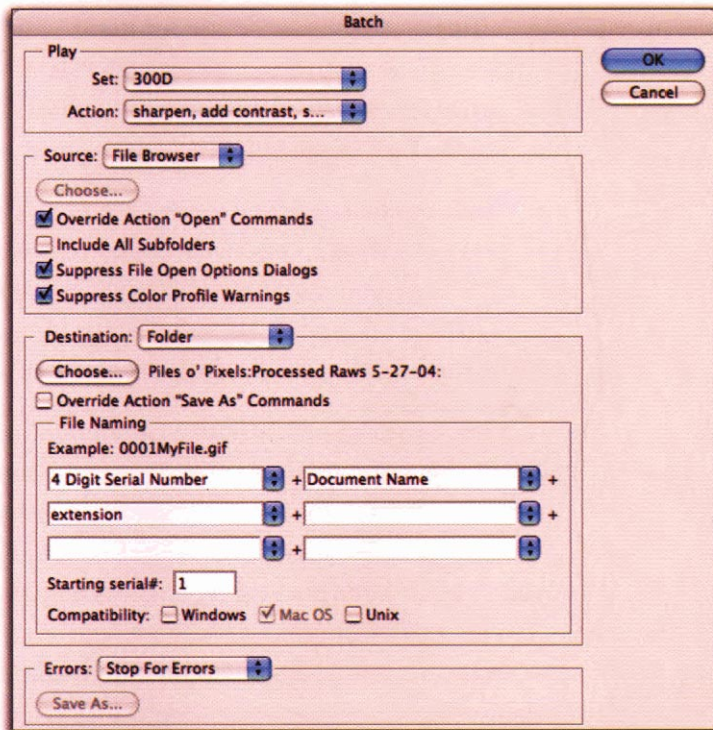 Batch
Play
Set: 300D
Action: sharpen, add contrast, s...
OK
Cancel
Source: File Browser
Choose...
Override Action "Open" Commands
Include All Subfolders
Suppress File Open Options Dialogs
Suppress Color Profile Warnings
Destination: Folder
Choose... Piles o' Pixels:Processed Raws 5-27-04:
Override Action "Save As" Commands
File Naming
Example: 0001MyFile.gif
4 Digit Serial Number + Document Name +
extension + +
+
Starting serial#: 1
Compatibility: Windows Mac OS Unix
Errors: Stop For Errors
Save As...